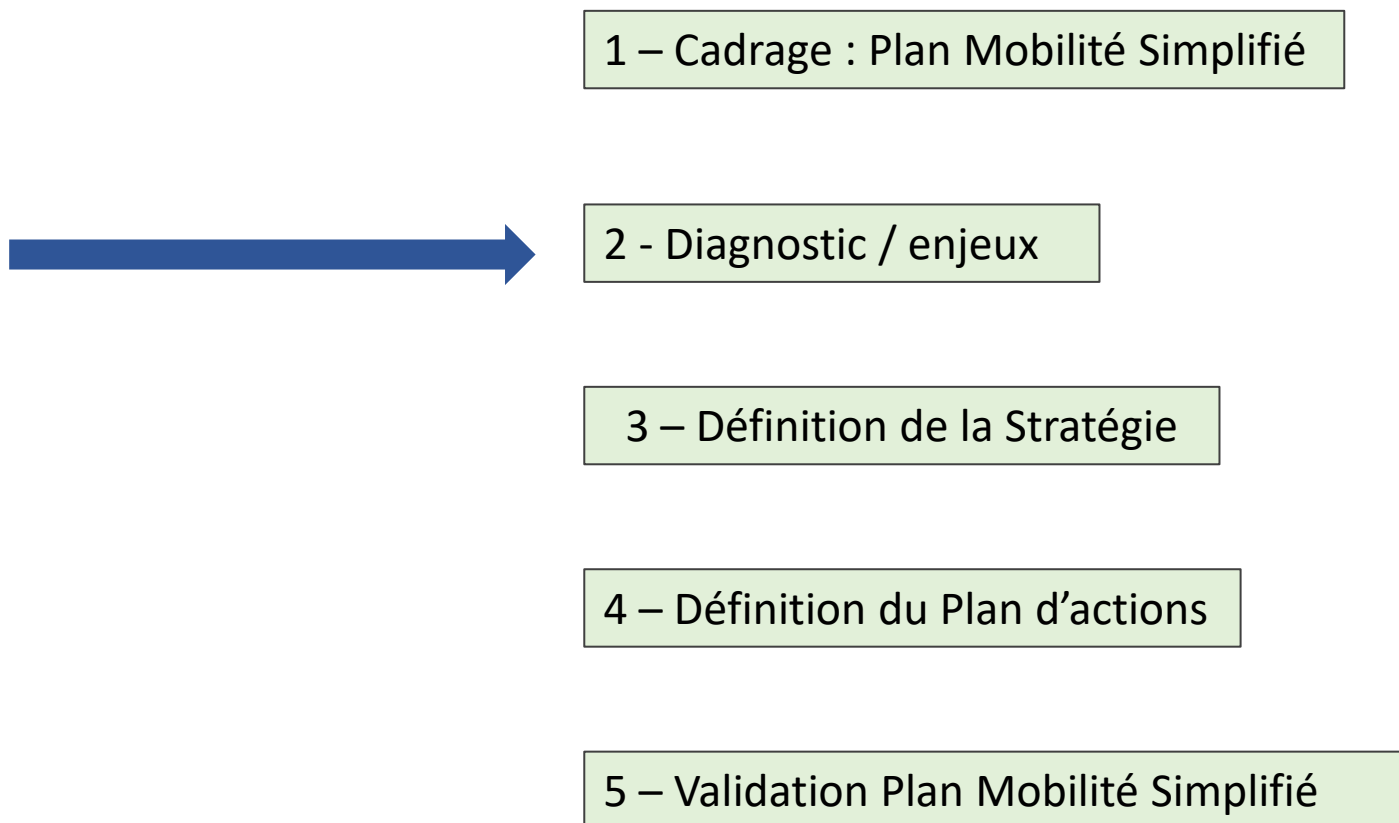 1 – Cadrage : Plan Mobilité Simplifié
2 - Diagnostic / enjeux
3 – Définition de la Stratégie
4 – Définition du Plan d’actions
5 – Validation Plan Mobilité Simplifié